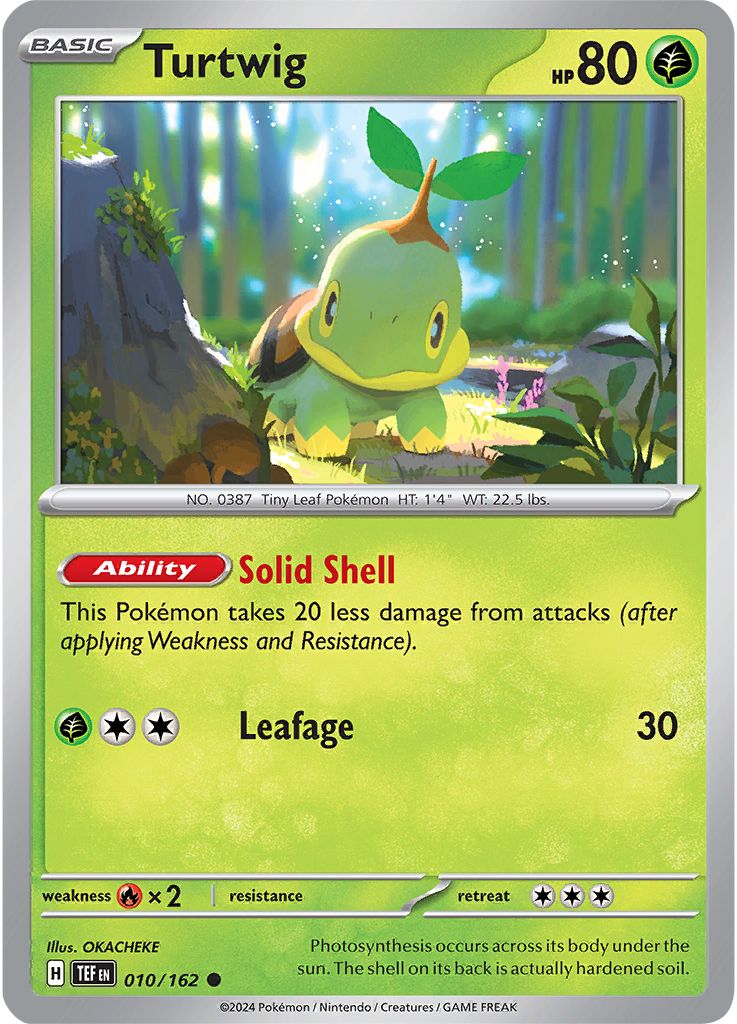 BASIC
Turtwig
HP 80
NO. 0387 Tiny Leaf Pokémon HT: 1'4" WT: 22.5 lbs.
Ability Solid Shell
This Pokémon takes 20 less damage from attacks (after
applying Weakness and Resistance).
Leafage 30
weakness ×2 resistance retreat
Illus. OKACHEKE
H TEF EN 010/162
Photosynthesis occurs across its body under the
sun. The shell on its back is actually hardened soil.
©2024 Pokémon / Nintendo / Creatures / GAME FREAK